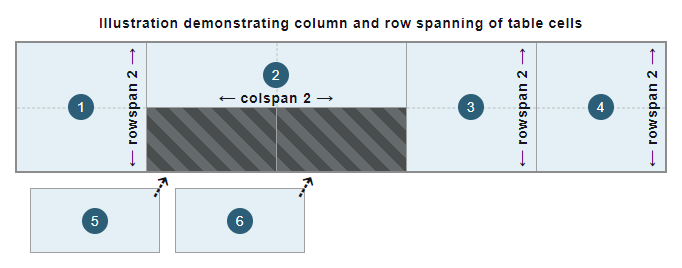 Illustration demonstrating column and row spanning of table cells
1
← rowspan 2 →
2
← colspan 2 →
3
← rowspan 2 →
4
← rowspan 2 →
5
6